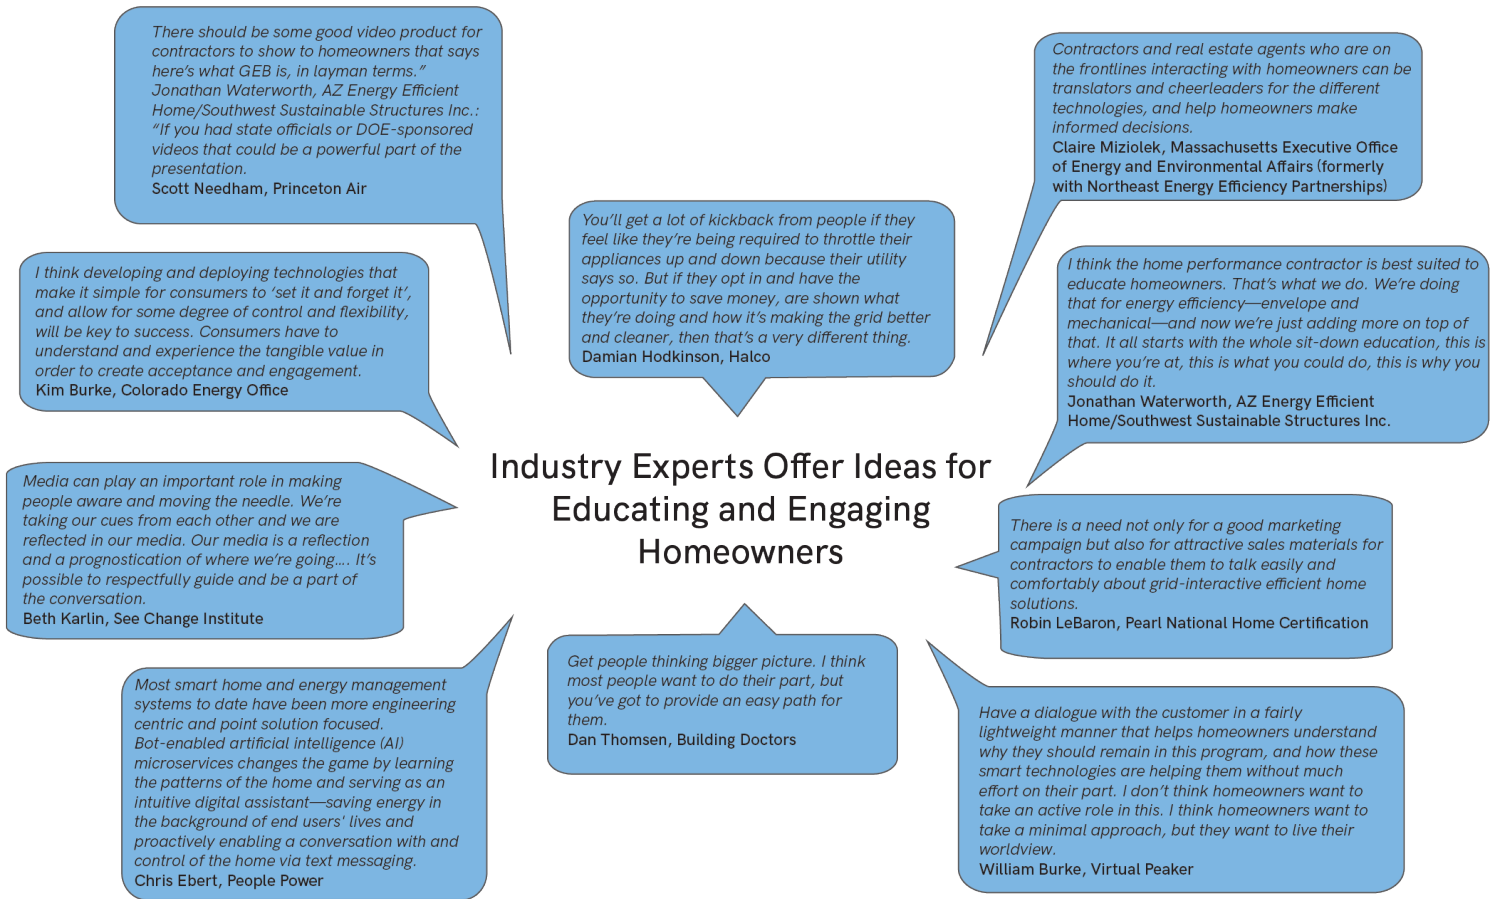 There should be some good video product for
contractors to show to homeowners that says
here's what GEB is, in layman terms.”
Jonathan Waterworth, AZ Energy Efficient
Home/Southwest Sustainable Structures Inc.:
“If you had state officials or DOE-sponsored
videos that could be a powerful part of the
presentation.
Scott Needham, Princeton Air
Contractors and real estate agents who are on
the frontlines interacting with homeowners can be
translators and cheerleaders for the different
technologies, and help homeowners make
informed decisions.
Claire Miziolek, Massachusetts Executive Office
of Energy and Environmental Affairs (formerly
with Northeast Energy Efficiency Partnerships)
You'll get a lot of kickback from people if they
feel like they're being required to throttle their
appliances up and down because their utility
says so. But if they opt in and have the
opportunity to save money, are shown what
they're doing and how it's making the grid better
and cleaner, then that's a very different thing.
Damian Hodkinson, Halco
I think developing and deploying technologies that
make it simple for consumers to ‘set it and forget it’,
and allow for some degree of control and flexibility,
will be key to success. Consumers have to
understand and experience the tangible value in
order to create acceptance and engagement.
Kim Burke, Colorado Energy Office
I think the home performance contractor is best suited to
educate homeowners. That's what we do. We're doing
that for energy efficiency—envelope and
mechanical—and now we're just adding more on top of
that. It all starts with the whole sit-down education, this is
where you're at, this is what you could do, this is why you
should do it.
Jonathan Waterworth, AZ Energy Efficient
Home/Southwest Sustainable Structures Inc.
Industry Experts Offer Ideas for
Educating and Engaging
Homeowners
Media can play an important role in making
people aware and moving the needle. We're
taking our cues from each other and we are
reflected in our media. Our media is a reflection
and a prognostication of where we're going.... It's
possible to respectfully guide and be a part of
the conversation.
Beth Karlin, See Change Institute
There is a need not only for a good marketing
campaign but also for attractive sales materials for
contractors to enable them to talk easily and
comfortably about grid-interactive efficient home
solutions.
Robin LeBaron, Pearl National Home Certification
Most smart home and energy management
systems to date have been more engineering
centric and point solution focused.
Bot-enabled artificial intelligence (AI)
microservices changes the game by learning
the patterns of the home and serving as an
intuitive digital assistant—saving energy in
the background of end users' lives and
proactively enabling a conversation with and
control of the home via text messaging.
Chris Ebert, People Power
Get people thinking bigger picture. I think
most people want to do their part, but
you've got to provide an easy path for
them.
Dan Thomsen, Building Doctors
Have a dialogue with the customer in a fairly
lightweight manner that helps homeowners understand
why they should remain in this program, and how these
smart technologies are helping them without much
effort on their part. I don't think homeowners want to
take an active role in this. I think homeowners want to
take a minimal approach, but they want to live their
worldview.
William Burke, Virtual Peaker